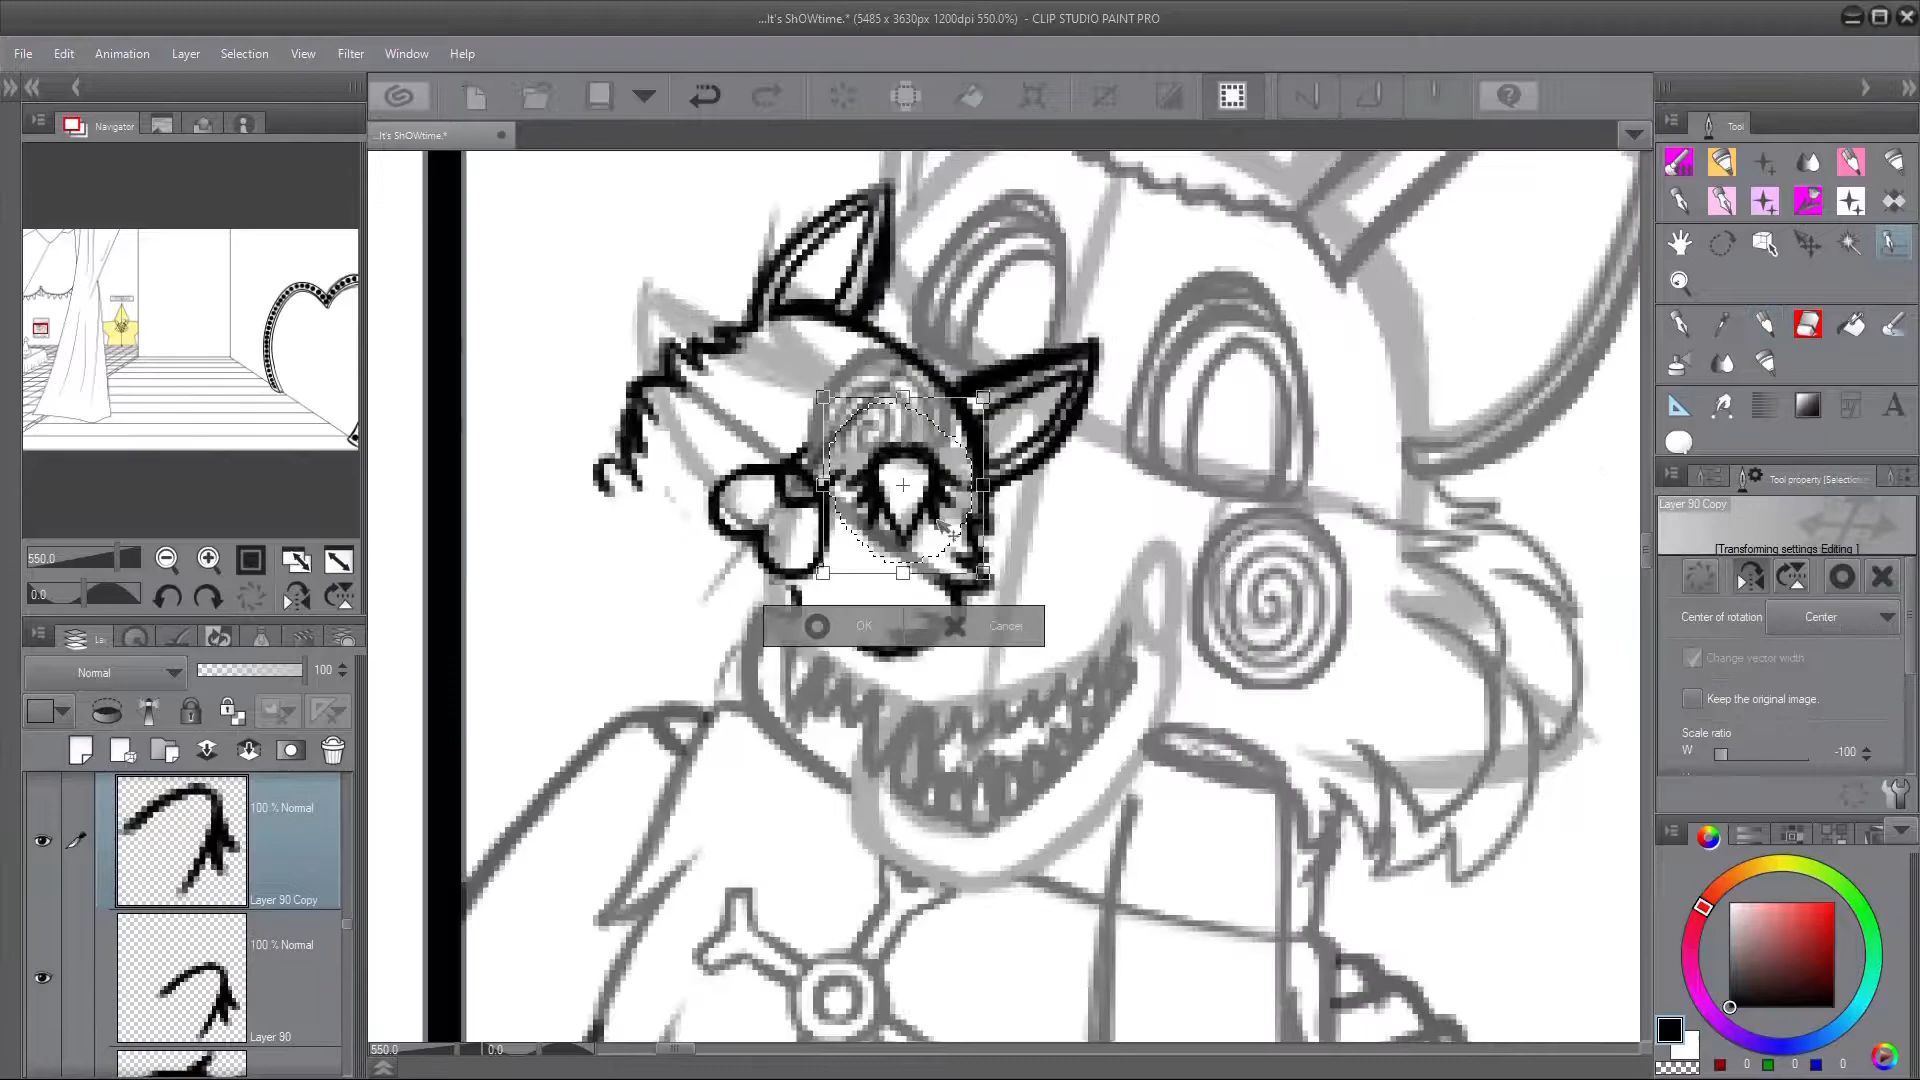 ...It's ShOWtime.* (5485 x 3630px 1200dpi 550.0%) - CLIP STUDIO PAINT PRO
File Edit Animation Layer Selection View Filter Window Help
Navigator
...It's ShOWtime.*
Tool
Tool property [Selectio
Layer 90 Copy
[Transforming settings Editing ]
550.0
0.0
Center of rotation Center
OK Cancel
La
Change vector width
Normal 100
Keep the original image.
Scale ratio
W -100
100 % Normal
Layer 90 Copy
100 % Normal
Layer 90
550.0 0.0
0 0 0